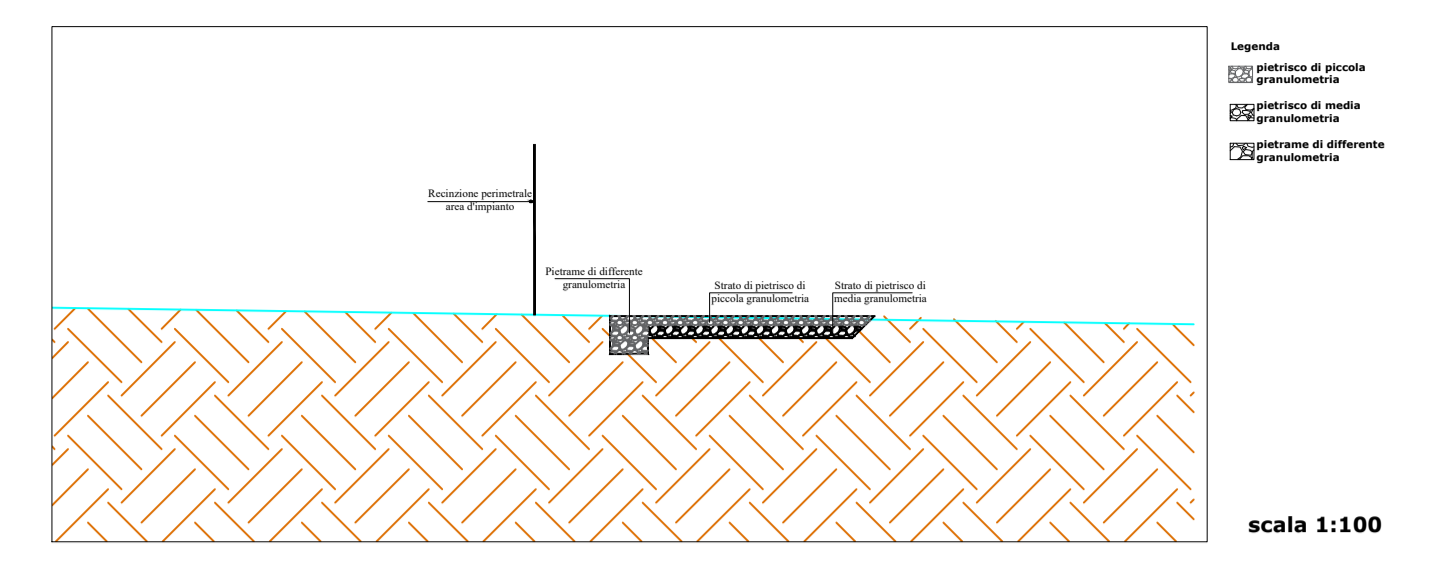 Legenda
pietrisco di piccola
granulometria
pietrisco di media
granulometria
pietrame di differente
granulometria
Recinzione perimetrale
area d'impianto
Pietrame di differente
granulometria
Strato di pietrisco di
piccola granulometria
Strato di pietrisco di
media granulometria
scala 1:100